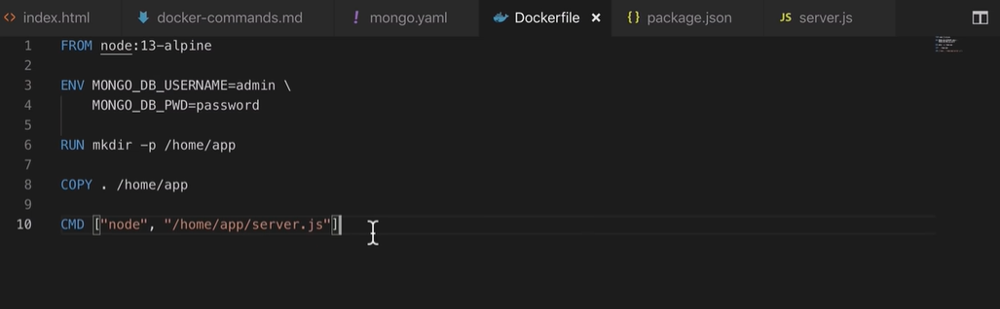 index.html docker-commands.md mongo.yaml Dockerfile package.json server.js
1 FROM node:13-alpine
2
3 ENV MONGO_DB_USERNAME=admin \
4 MONGO_DB_PWD=password
5
6 RUN mkdir -p /home/app
7
8 COPY . /home/app
9
10 CMD ["node", "/home/app/server.js"]